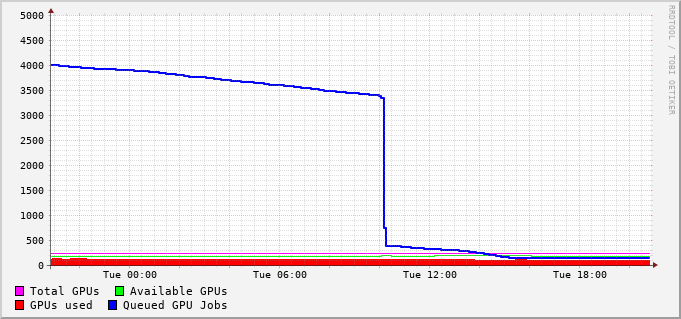 5000
4500
4000
3500
3000
2500
2000
1500
1000
500
0
Tue 00:00 Tue 06:00 Tue 12:00 Tue 18:00
Total GPUs Available GPUs
GPUs used Queued GPU Jobs
RRDTOOL / TOBI OETIKER